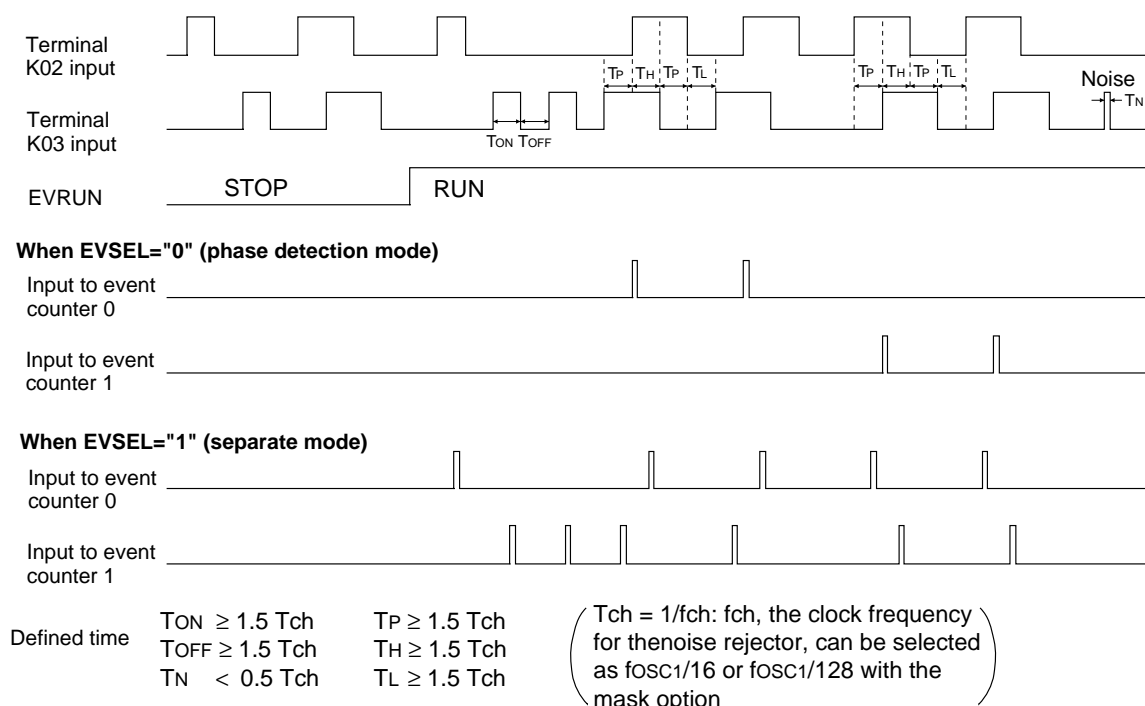 Terminal
K02 input
TP TH TP TL
TP TH TP TL
Noise
TN
Terminal
K03 input
TON TOFF
EVRUN
STOP
RUN
When EVSEL="0" (phase detection mode)
Input to event
counter 0
Input to event
counter 1
When EVSEL="1" (separate mode)
Input to event
counter 0
Input to event
counter 1
Defined time
TON ≥ 1.5 Tch
TOFF ≥ 1.5 Tch
TN < 0.5 Tch
TP ≥ 1.5 Tch
TH ≥ 1.5 Tch
TL ≥ 1.5 Tch
Tch = 1/fch: fch, the clock frequency
for thenoise rejector, can be selected
as fOSC1/16 or fOSC1/128 with the
mask option